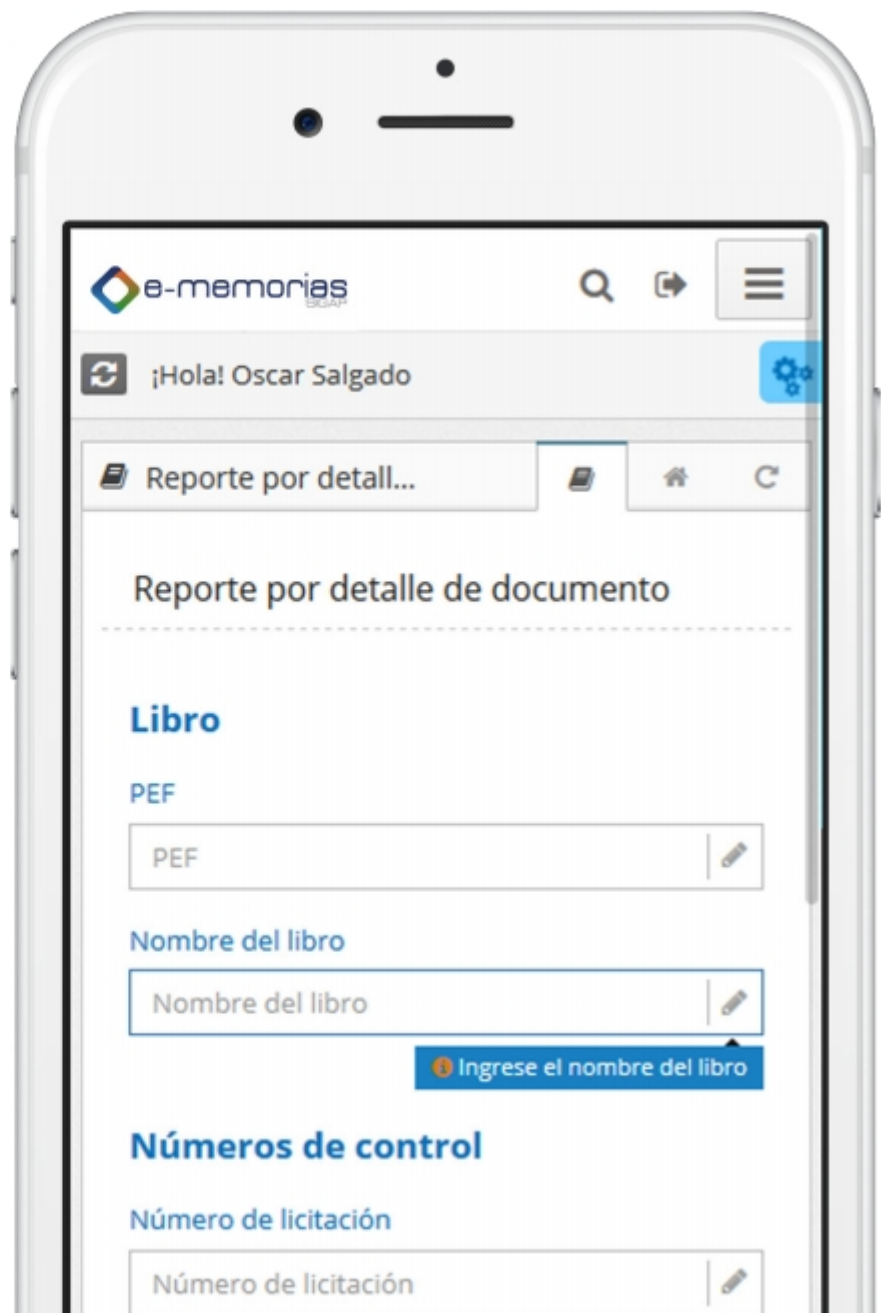 e-memorias
SIGAP
¡Hola! Oscar Salgado
Reporte por detall...
Reporte por detalle de documento
Libro
PEF
PEF
Nombre del libro
Nombre del libro
Ingrese el nombre del libro
Números de control
Número de licitación
Número de licitación